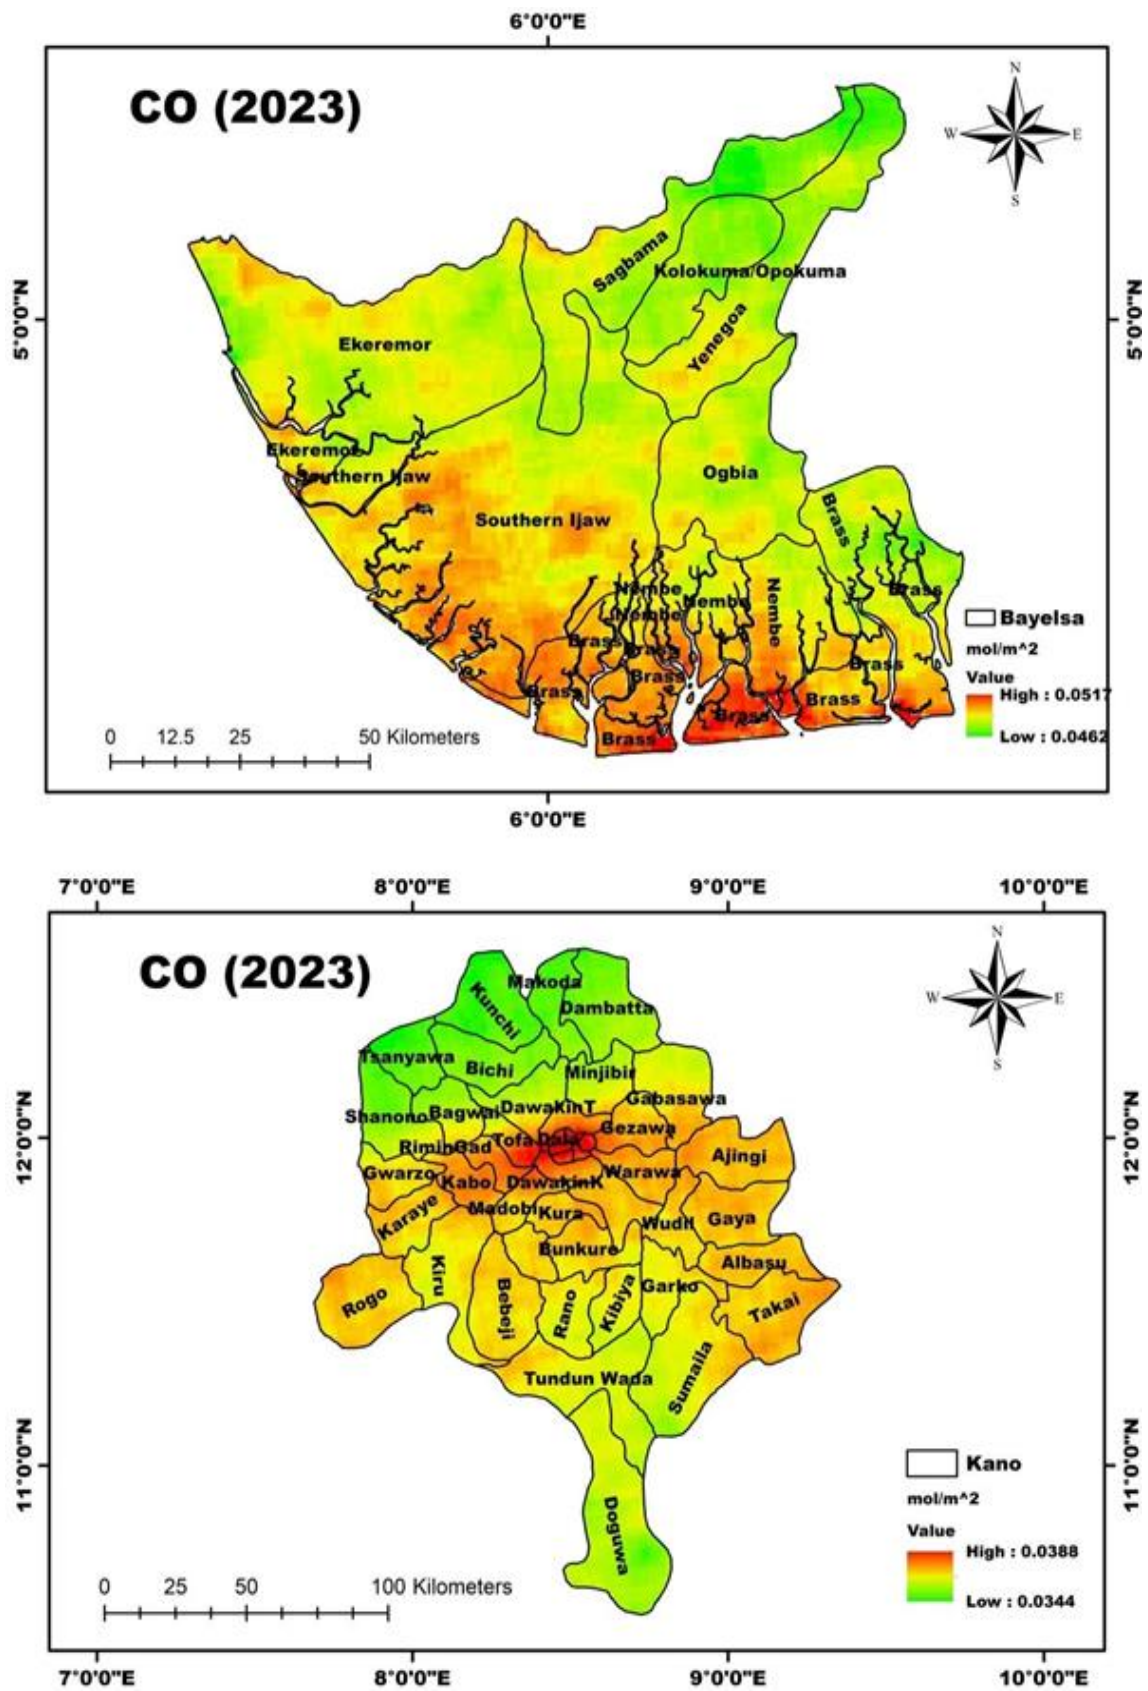 6°0'0"E
CO (2023)
N
W
E
S
5°0'0"N
5°0'0"N
Sagbama
Kolokuma/Opokuma
Yenegoa
Ekeremor
Ekeremor
Southern Ijaw
Ogbia
Southern Ijaw
Brass
Nembe
Nembe
Nembe
Nembe
Brass
Brass
Brass
Brass
Brass
Brass
Brass
Brass
Brass
Bayelsa
mol/m^2
Value
High : 0.0517
Low : 0.0462
0 12.5 25 50 Kilometers
6°0'0"E
7°0'0"E 8°0'0"E 9°0'0"E 10°0'0"E
CO (2023)
N
W
E
S
Makoda
Kunchi
Dambatta
Tsanyawa
Bichi
Minjibir
Gabasawa
Shanono
Bagwai
DawakinT
Gezawa
12°0'0"N
12°0'0"N
RiminGad
Tofa
Dala
Ajingi
Gwarzo
Kabo
DawakinK
Warawa
Karaye
Madobi
Kura
Wudil
Gaya
Bunkure
Albasu
Kiru
Rogo
Bebeji
Rano
Kibiya
Garko
Takai
Tundun Wada
Sumaila
11°0'0"N
11°0'0"N
Doguwa
Kano
mol/m^2
Value
High : 0.0388
Low : 0.0344
0 25 50 100 Kilometers
7°0'0"E 8°0'0"E 9°0'0"E 10°0'0"E